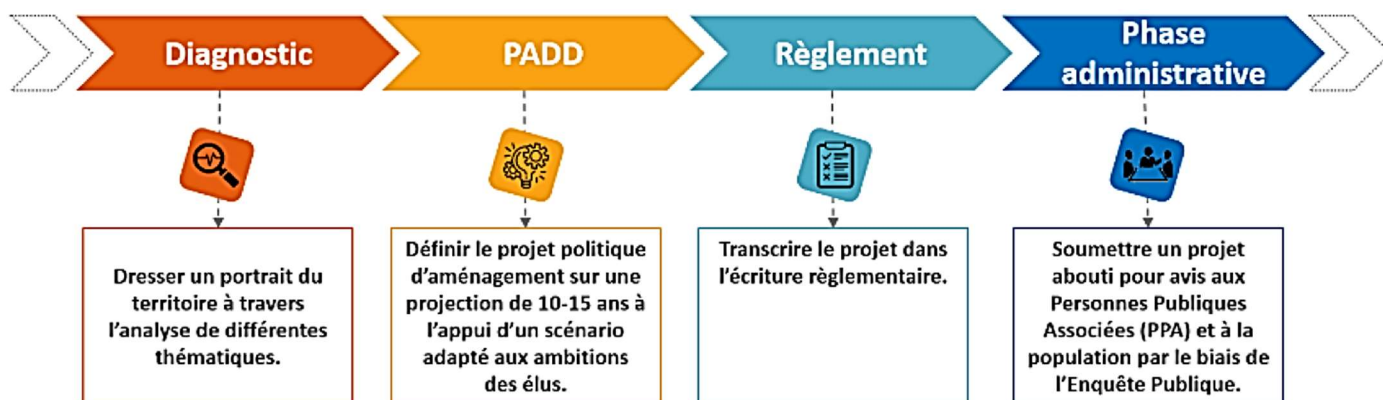 Diagnostic
PADD
Règlement
Phase
administrative
Dresser un portrait du
territoire à travers
l'analyse de différentes
thématiques.
Définir le projet politique
d'aménagement sur une
projection de 10-15 ans à
l'appui d'un scénario
adapté aux ambitions
des élus.
Transcrire le projet dans
l'écriture règlementaire.
Soumettre un projet
abouti pour avis aux
Personnes Publiques
Associées (PPA) et à la
population par le biais de
l'Enquête Publique.